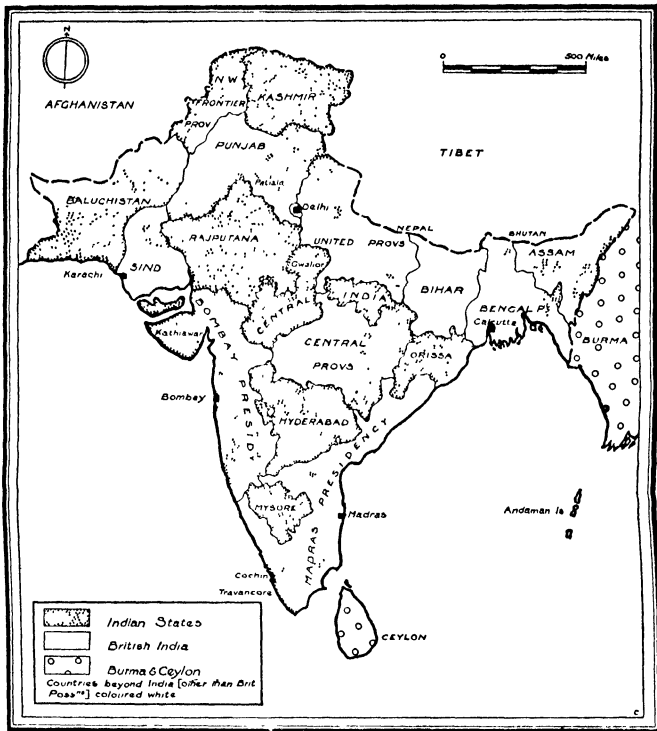 N
0 500 Miles
AFGHANISTAN
N.W.
FRONTIER
PROV.
KASHMIR
PUNJAB
TIBET
Patiala
BALUCHISTAN
Delhi
RAJPUTANA
NEPAL
BHUTAN
UNITED PROVS
ASSAM
SIND
Karachi
Gwalior
BIHAR
BENGAL P.
CENTRAL INDIA
Calcutta
BURMA
Kathiawar
CENTRAL
PROVS
ORISSA
BOMBAY PRESIDY
Bombay
HYDERABAD
MADRAS PRESIDENCY
MYSORE
Madras
Andaman Is
Cochin
Travancore
CEYLON
Indian States
British India
Burma & Ceylon
Countries beyond India [other than Brit
Possns] coloured white
C